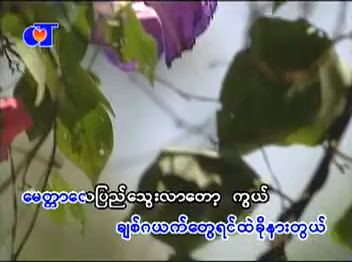 CT
မေတ္တာလေပြည်သွေးလာတော့ ကွယ်
ချစ်ဂယက်တွေရင်ထဲခိုနားတွယ်